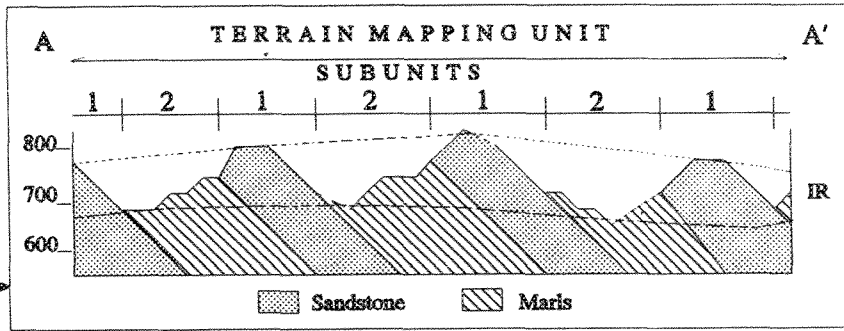 A TERRAIN MAPPING UNIT A'
SUBUNITS
1 2 1 2 1 2 1
800
700 IR
600
Sandstone Marls